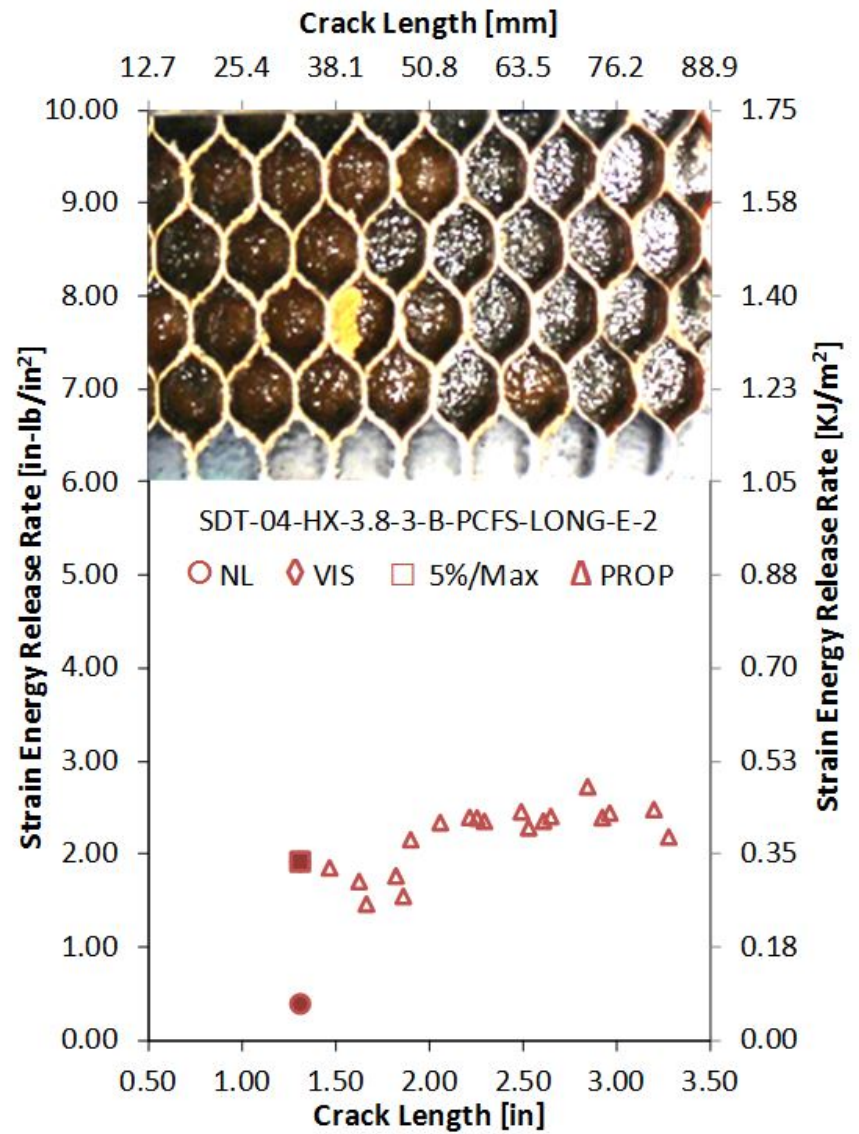 Crack Length [mm]
12.7 25.4 38.1 50.8 63.5 76.2 88.9
Strain Energy Release Rate [in-lb/in²]
10.00
9.00
8.00
7.00
6.00
5.00
4.00
3.00
2.00
1.00
0.00
SDT-04-HX-3.8-3-B-PCFS-LONG-E-2
NL VIS 5%/Max PROP
1.75
1.58
1.40
1.23
1.05
0.88
0.70
0.53
0.35
0.18
0.00
Strain Energy Release Rate [KJ/m²]
0.50 1.00 1.50 2.00 2.50 3.00 3.50
Crack Length [in]